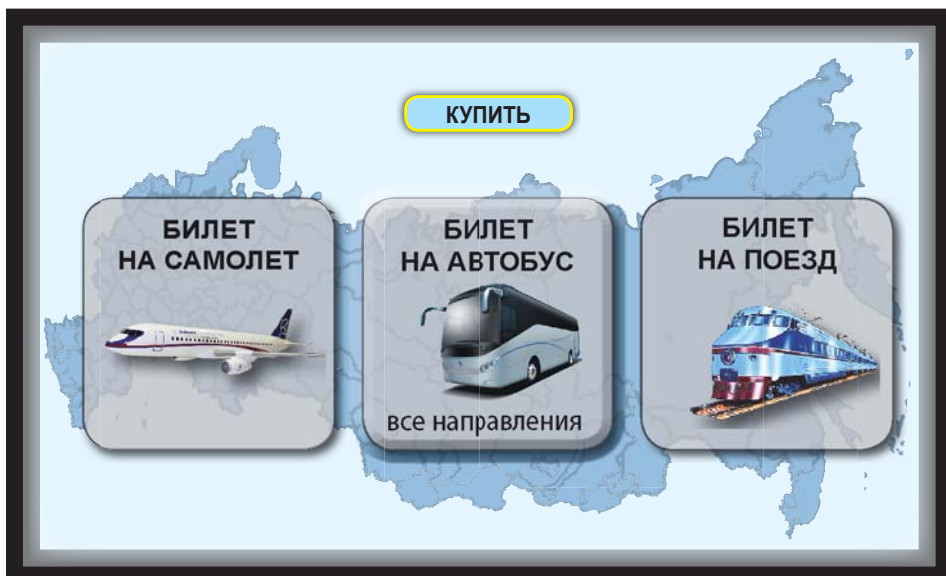 КУПИТЬ
БИЛЕТ
НА САМОЛЕТ
БИЛЕТ
НА АВТОБУС
все направления
БИЛЕТ
НА ПОЕЗД